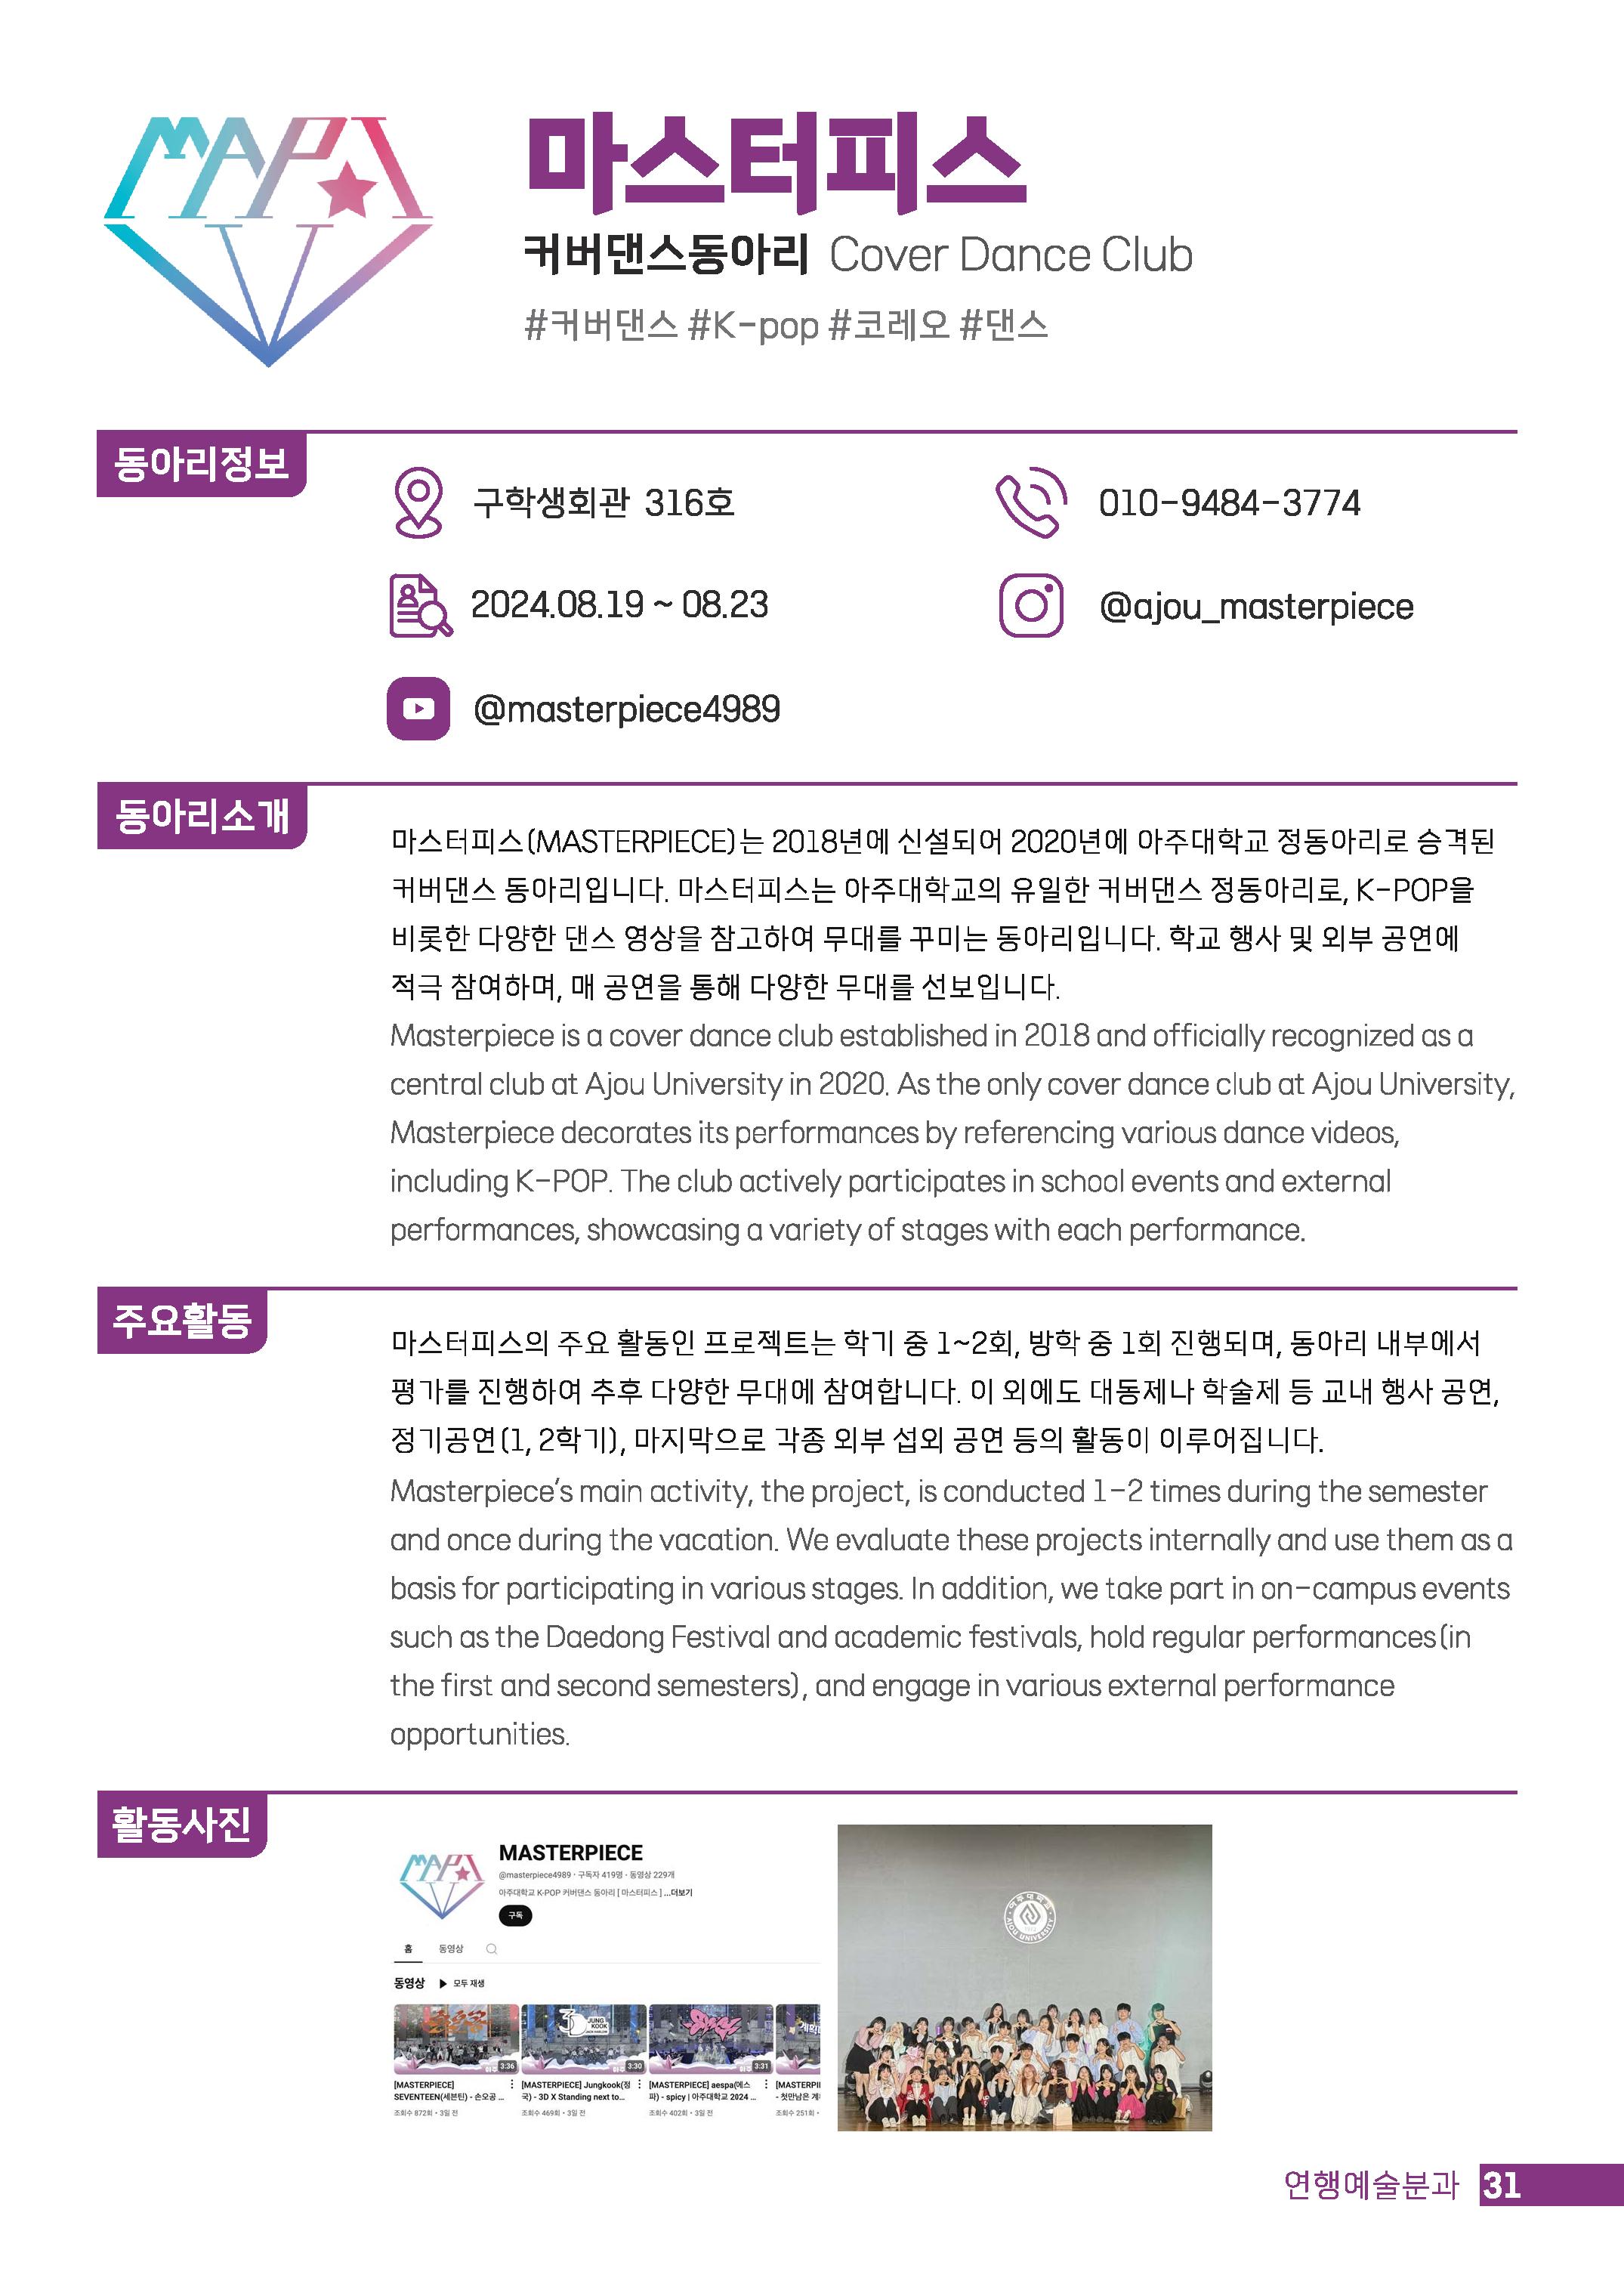 MAPI
마스터피스
커버댄스동아리 Cover Dance Club
#커버댄스 #K-pop #코레오 #댄스
동아리정보
구학생회관 316호
010-9484-3774
2024.08.19 ~ 08.23
@ajou_masterpiece
@masterpiece4989
동아리소개
마스터피스(MASTERPIECE)는 2018년에 신설되어 2020년에 아주대학교 정동아리로 승격된
커버댄스 동아리입니다. 마스터피스는 아주대학교의 유일한 커버댄스 정동아리로, K-POP을
비롯한 다양한 댄스 영상을 참고하여 무대를 꾸미는 동아리입니다. 학교 행사 및 외부 공연에
적극 참여하며, 매 공연을 통해 다양한 무대를 선보입니다.
Masterpiece is a cover dance club established in 2018 and officially recognized as a
central club at Ajou University in 2020. As the only cover dance club at Ajou University,
Masterpiece decorates its performances by referencing various dance videos,
including K-POP. The club actively participates in school events and external
performances, showcasing a variety of stages with each performance.
주요활동
마스터피스의 주요 활동인 프로젝트는 학기 중 1~2회, 방학 중 1회 진행되며, 동아리 내부에서
평가를 진행하여 추후 다양한 무대에 참여합니다. 이 외에도 대동제나 학술제 등 교내 행사 공연,
정기공연(1, 2학기), 마지막으로 각종 외부 섭외 공연 등의 활동이 이루어집니다.
Masterpiece's main activity, the project, is conducted 1-2 times during the semester
and once during the vacation. We evaluate these projects internally and use them as a
basis for participating in various stages. In addition, we take part in on-campus events
such as the Daedong Festival and academic festivals, hold regular performances(in
the first and second semesters), and engage in various external performance
opportunities.
활동사진
MASTERPIECE
@masterpiece4989 · 구독자 419명 · 동영상 229개
아주대학교 K-POP 커버댄스 동아리 [ 마스터피스 ] ...더보기
구독
홈 동영상
동영상 ▶ 모두 재생
3:36
3D JUNG KOOK
3:30
3:31
[MASTERPIECE]
SEVENTEEN(세븐틴) - 손오공 ...
조회수 872회 · 3일 전
[MASTERPIECE] Jungkook(정
국) - 3D X Standing next to...
조회수 469회 · 3일 전
[MASTERPIECE] aespa(에스
파) - spicy | 아주대학교 2024 ...
조회수 402회 · 3일 전
[MASTERPI
- 첫만남은 계
조회수 251회 ·
아주대학교
AJOU UNIVERSITY
연행예술분과 31